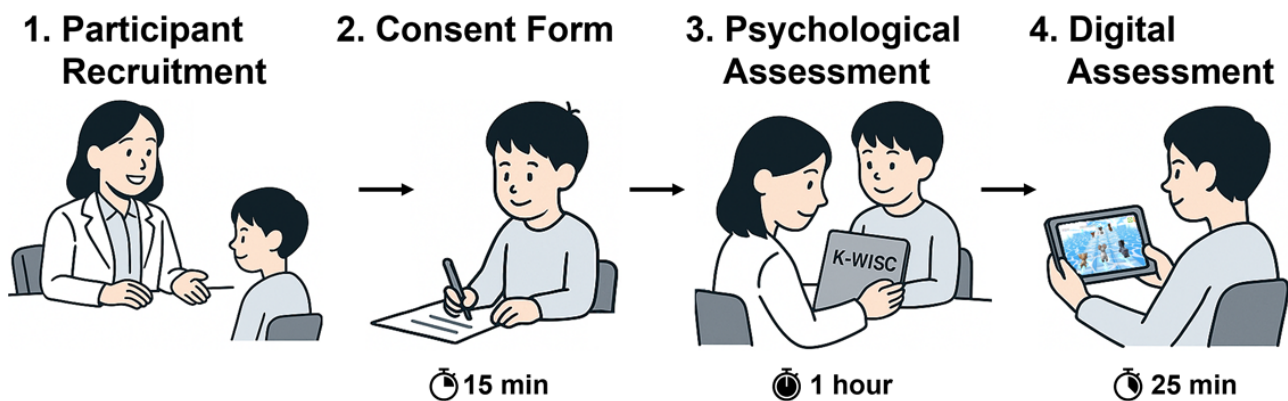 1. Participant
Recruitment
2. Consent Form
3. Psychological
Assessment
4. Digital
Assessment
K-WISC
15 min
1 hour
25 min